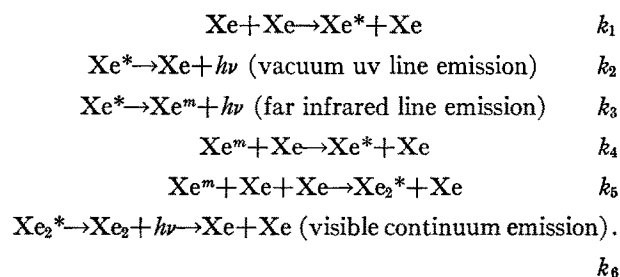 Xe+Xe→Xe*+Xe k₁
Xe*→Xe+hν (vacuum uv line emission) k₂
Xe*→Xeᵐ+hν (far infrared line emission) k₃
Xeᵐ+Xe→Xe*+Xe k₄
Xeᵐ+Xe+Xe→Xe₂*+Xe k₅
Xe₂*→Xe₂+hν→Xe+Xe (visible continuum emission).
k₆